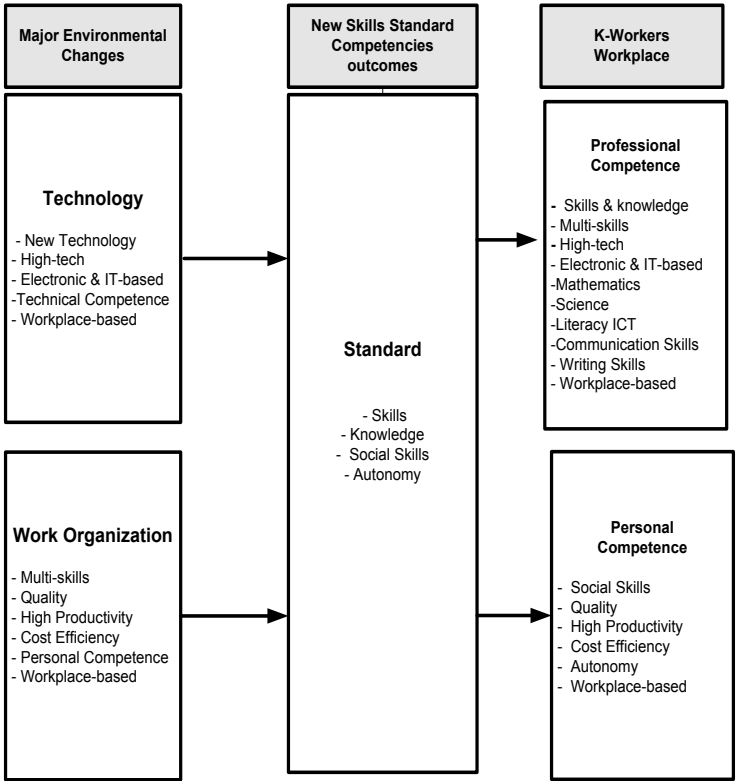 Major Environmental
Changes
New Skills Standard
Competencies
outcomes
K-Workers
Workplace
Technology
- New Technology
- High-tech
- Electronic & IT-based
-Technical Competence
- Workplace-based
Work Organization
- Multi-skills
- Quality
- High Productivity
- Cost Efficiency
- Personal Competence
- Workplace-based
Standard
- Skills
- Knowledge
- Social Skills
- Autonomy
Professional
Competence
- Skills & knowledge
- Multi-skills
- High-tech
- Electronic & IT-based
-Mathematics
-Science
-Literacy ICT
-Communication Skills
- Writing Skills
- Workplace-based
Personal
Competence
- Social Skills
- Quality
- High Productivity
- Cost Efficiency
- Autonomy
- Workplace-based